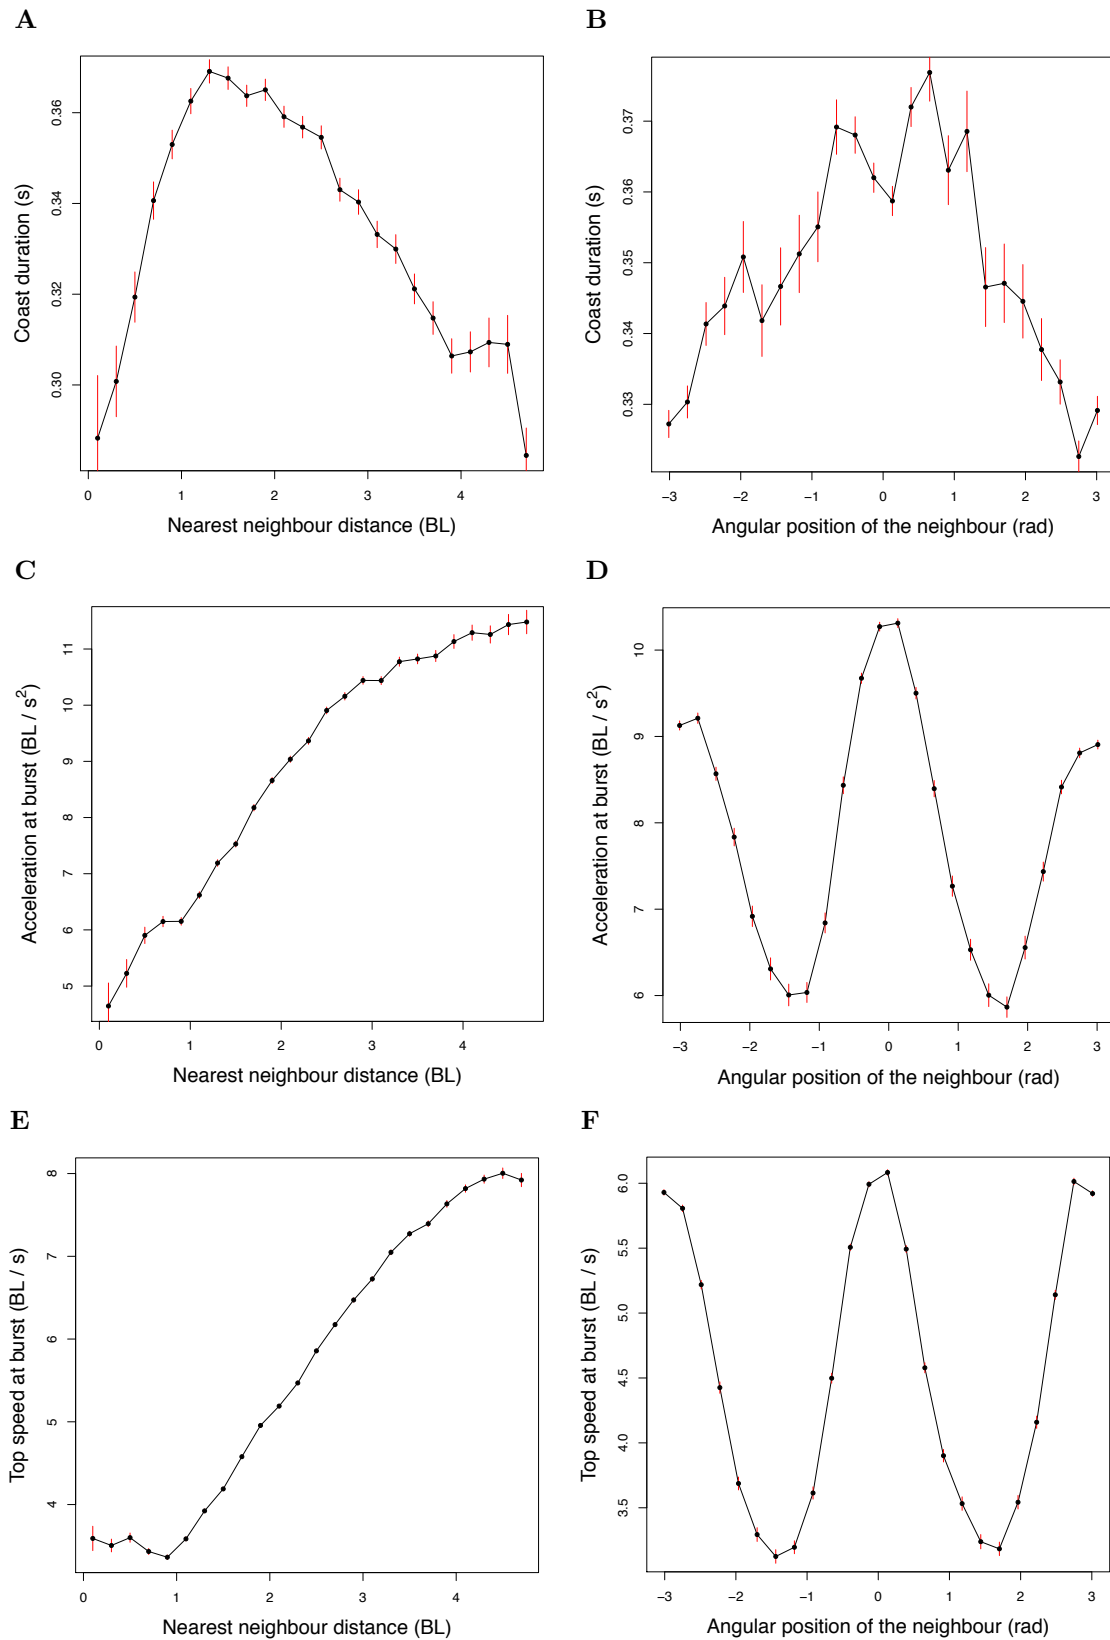 A
B
Coast duration (s)
0.30 0.32 0.34 0.36
0 1 2 3 4
Nearest neighbour distance (BL)
Coast duration (s)
0.33 0.34 0.35 0.36 0.37
−3 −2 −1 0 1 2 3
Angular position of the neighbour (rad)
C
D
Acceleration at burst (BL / s²)
5 6 7 8 9 10 11
0 1 2 3 4
Nearest neighbour distance (BL)
Acceleration at burst (BL / s²)
6 7 8 9 10
−3 −2 −1 0 1 2 3
Angular position of the neighbour (rad)
E
F
Top speed at burst (BL / s)
4 5 6 7 8
0 1 2 3 4
Nearest neighbour distance (BL)
Top speed at burst (BL / s)
3.5 4.0 4.5 5.0 5.5 6.0
−3 −2 −1 0 1 2 3
Angular position of the neighbour (rad)